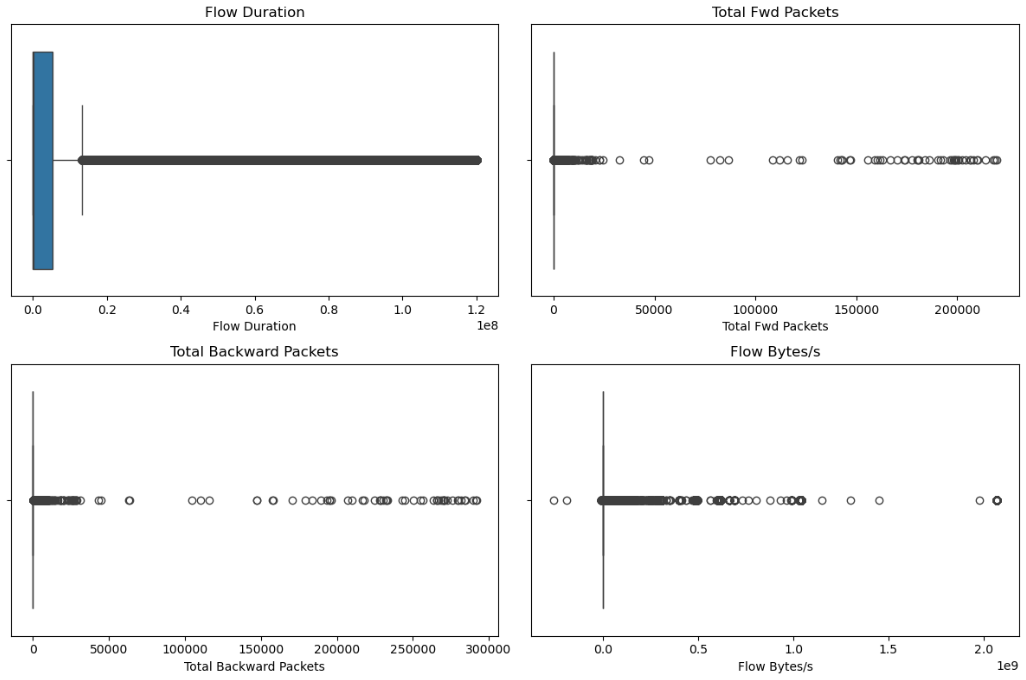 Flow Duration
Total Fwd Packets
0.0 0.2 0.4 0.6 0.8 1.0 1.2
1e8
Flow Duration
0 50000 100000 150000 200000
Total Fwd Packets
Total Backward Packets
Flow Bytes/s
0 50000 100000 150000 200000 250000 300000
Total Backward Packets
0.0 0.5 1.0 1.5 2.0
1e9
Flow Bytes/s